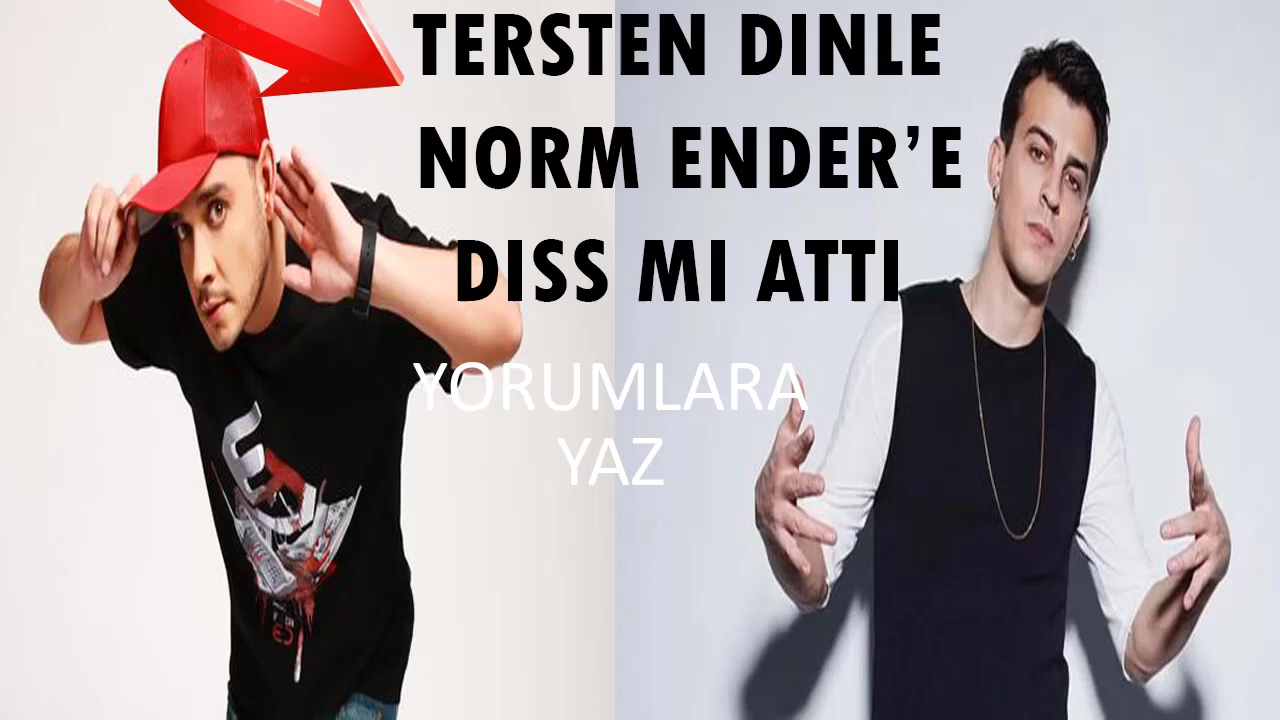 TERSTEN DINLE
NORM ENDER’E
DISS MI ATTI
YORUMLARA
YAZ